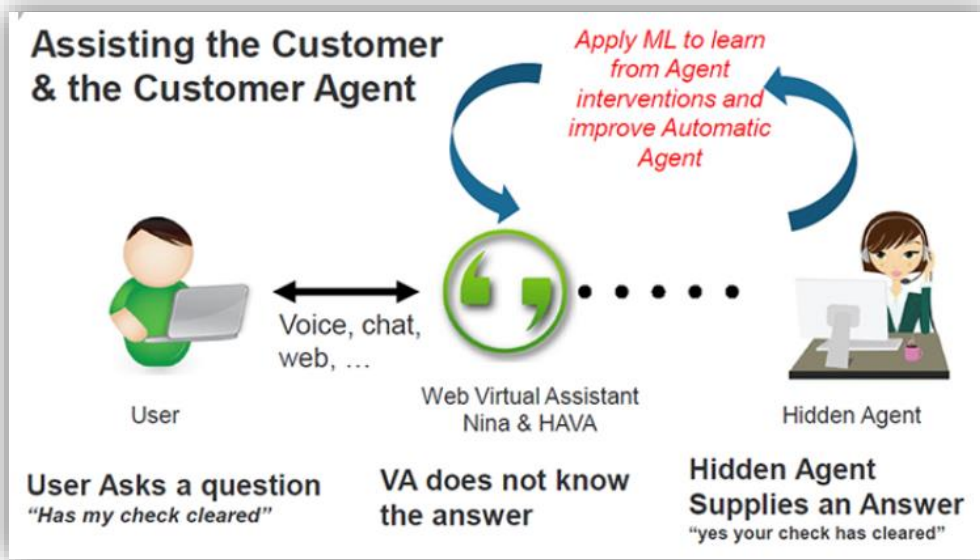 Assisting the Customer
& the Customer Agent
Apply ML to learn
from Agent
interventions and
improve Automatic
Agent
Voice, chat,
web, ...
User
Web Virtual Assistant
Nina & HAVA
Hidden Agent
User Asks a question
“Has my check cleared”
VA does not know
the answer
Hidden Agent
Supplies an Answer
“yes your check has cleared”